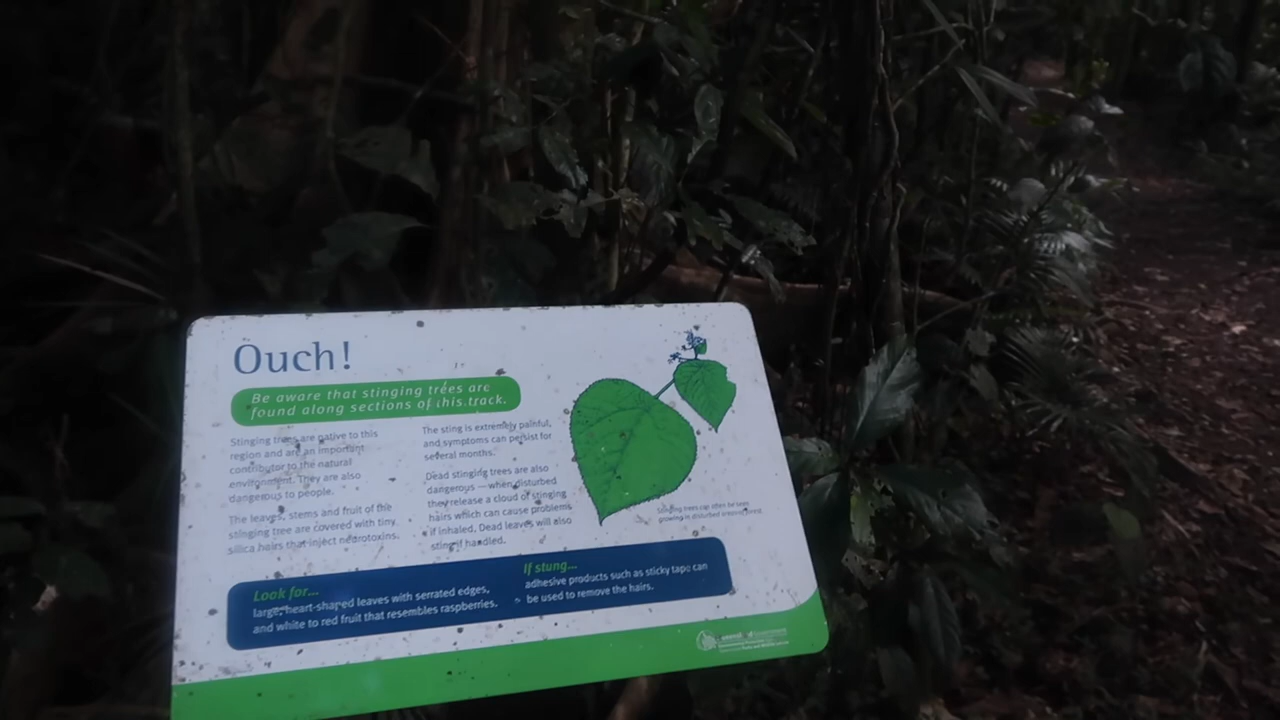 Ouch!
Be aware that stinging trees are
found along sections of this track.
Stinging trees are native to this
region and are an important
contributor to the natural
environment. They are also
dangerous to people.
The leaves, stems and fruit of the
stinging tree are covered with tiny
silica hairs that inject neurotoxins.
The sting is extremely painful,
and symptoms can persist for
several months.
Dead stinging trees are also
dangerous — when disturbed
they release a cloud of stinging
hairs which can cause problems
if inhaled. Dead leaves will also
sting if handled.
Stinging trees can often be seen
growing in disturbed areas
Look for...
large, heart-shaped leaves with serrated edges,
and white to red fruit that resembles raspberries.
If stung...
adhesive products such as sticky tape can
be used to remove the hairs.
Queensland Government